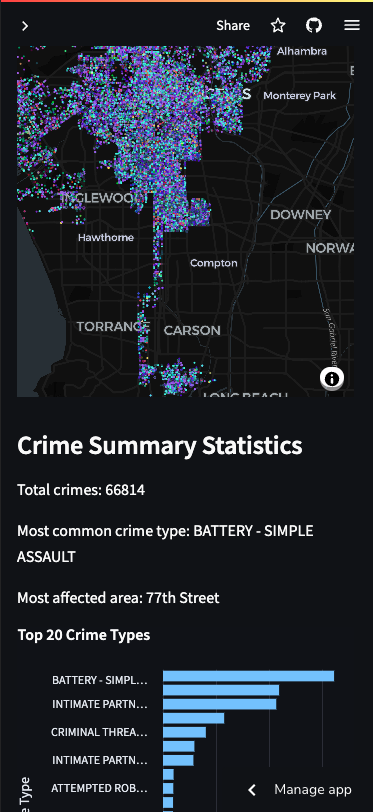 Share
Alhambra
S
Monterey Park
INGLEWOOD
DOWNEY
Hawthorne
NORWA
Compton
TORRANCE
CARSON
San Gabriel River
LONG BEACH
Crime Summary Statistics
Total crimes: 66814
Most common crime type: BATTERY - SIMPLE
ASSAULT
Most affected area: 77th Street
Top 20 Crime Types
BATTERY - SIMPL…
INTIMATE PARTN…
CRIMINAL THREA…
INTIMATE PARTN…
ATTEMPTED ROB…
e Type
Manage app